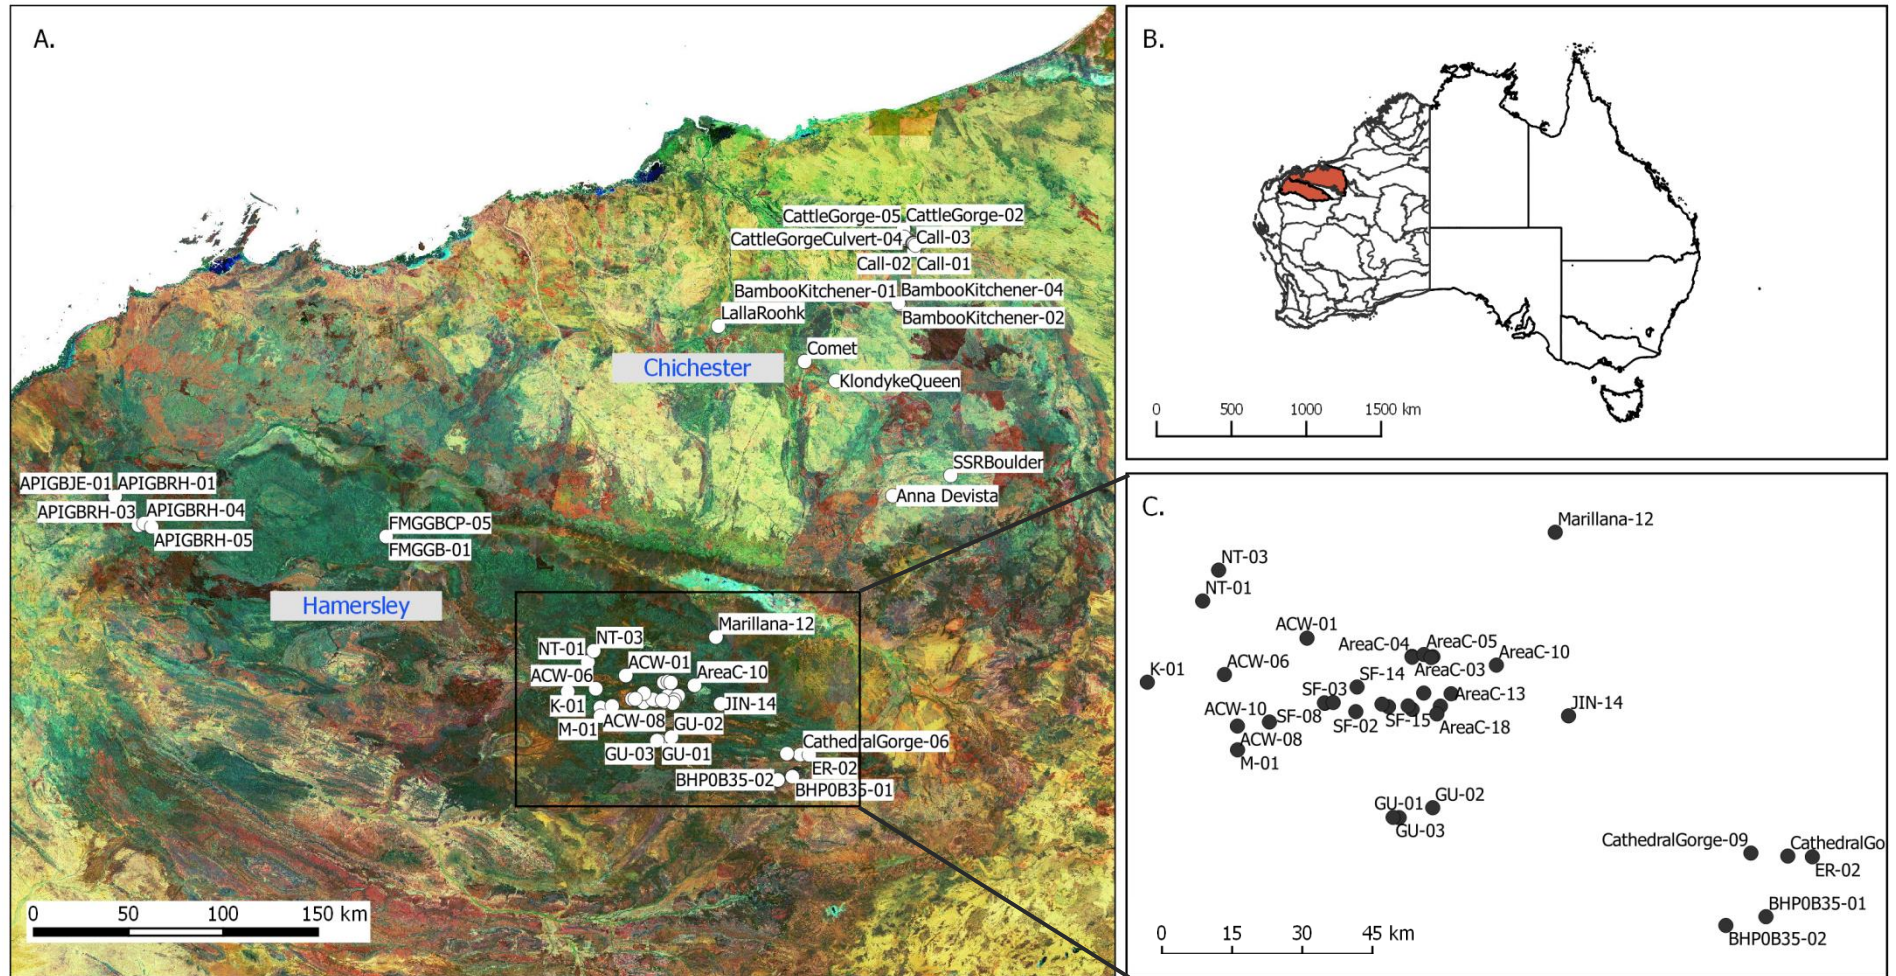 A.
CattleGorge-05 CattleGorge-02
CattleGorgeCulvert-04 Call-03
Call-02 Call-01
BambooKitchener-01 BambooKitchener-04
BambooKitchener-02
LallaRoohk
Comet
Chichester
KlondykeQueen
SSRBoulder
Anna Devista
APIGBJE-01 APIGBRH-01
APIGBRH-03 APIGBRH-04
APIGBRH-05
FMGGBCP-05
FMGGB-01
Hamersley
Marillana-12
NT-03
NT-01
ACW-01
ACW-06
AreaC-10
K-01
JIN-14
M-01
ACW-08
GU-02
GU-03 GU-01
CathedralGorge-06
ER-02
BHP0B35-02
BHP0B35-01
0 50 100 150 km
B.
0 500 1000 1500 km
C.
Marillana-12
NT-03
NT-01
ACW-01
AreaC-04
AreaC-05
AreaC-10
AreaC-03
K-01
ACW-06
SF-14
SF-03
AreaC-13
JIN-14
ACW-10
SF-08
SF-02
SF-15
AreaC-18
ACW-08
M-01
GU-01
GU-02
GU-03
CathedralGorge-09
CathedralGo
ER-02
BHP0B35-01
BHP0B35-02
0 15 30 45 km